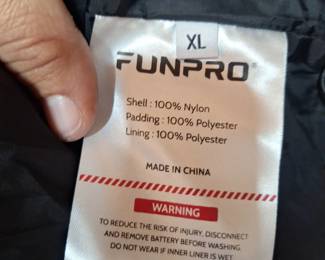 XL
FUNPRO®
Shell : 100% Nylon
Padding : 100% Polyester
Lining : 100% Polyester
MADE IN CHINA
WARNING
TO REDUCE THE RISK OF INJURY, DISCONNECT
AND REMOVE BATTERY BEFORE WASHING
DO NOT WEAR IF INNER LINER IS WET